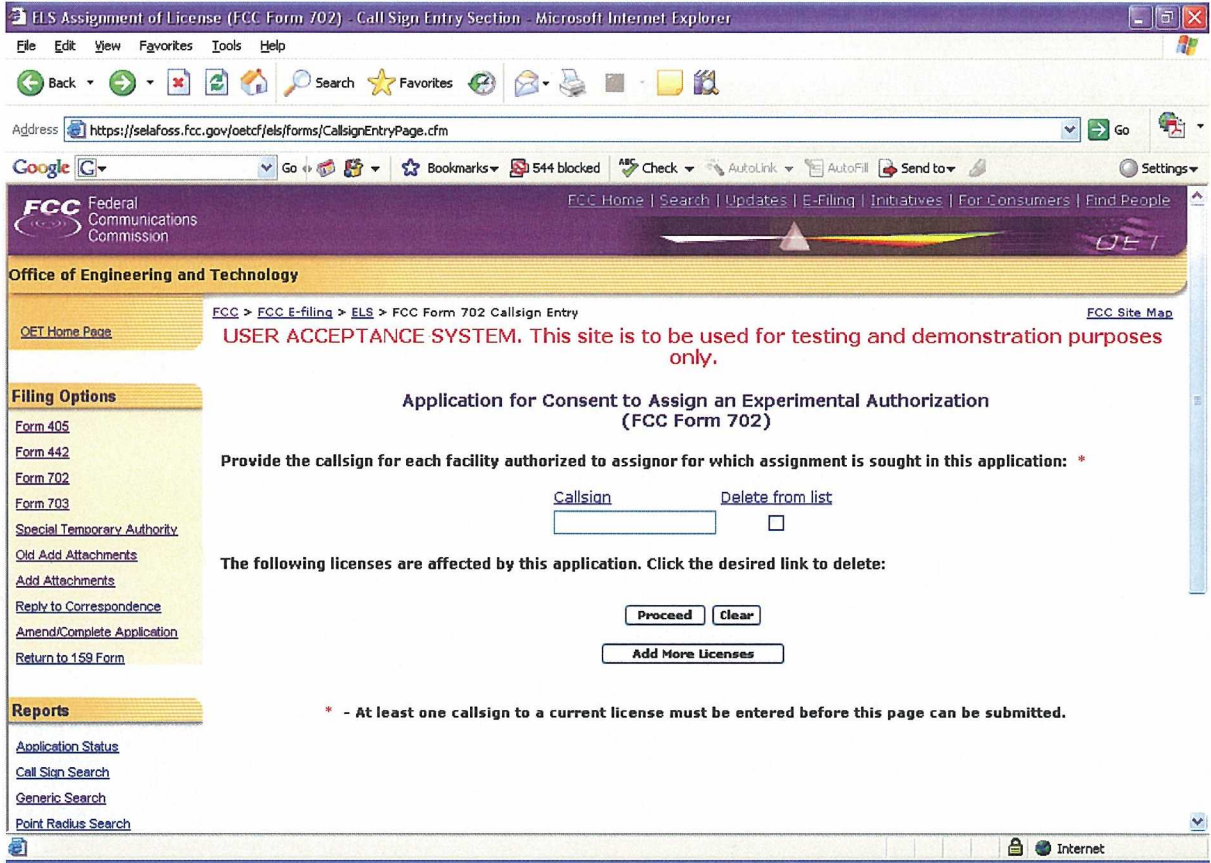 ELS Assignment of License (FCC Form 702) - Call Sign Entry Section - Microsoft Internet Explorer
File Edit View Favorites Tools Help
Back Search Favorites
Address https://selafoss.fcc.gov/oetcf/els/forms/CallsignEntryPage.cfm Go
Google G Go Bookmarks 544 blocked ABC Check AutoLink AutoFill Send to Settings
FCC Home | Search | Updates | E-Filing | Initiatives | For Consumers | Find People
FCC Federal
Communications
Commission
OET
Office of Engineering and Technology
OET Home Page
FCC > FCC E-filing > ELS > FCC Form 702 Callsign Entry FCC Site Map
USER ACCEPTANCE SYSTEM. This site is to be used for testing and demonstration purposes
only.
Filing Options
Form 405
Form 442
Form 702
Form 703
Special Temporary Authority
Old Add Attachments
Add Attachments
Reply to Correspondence
Amend/Complete Application
Return to 159 Form
Reports
Application Status
Call Sign Search
Generic Search
Point Radius Search
Application for Consent to Assign an Experimental Authorization
(FCC Form 702)
Provide the callsign for each facility authorized to assignor for which assignment is sought in this application: *
Callsign Delete from list
The following licenses are affected by this application. Click the desired link to delete:
Proceed Clear
Add More Licenses
* - At least one callsign to a current license must be entered before this page can be submitted.
Internet